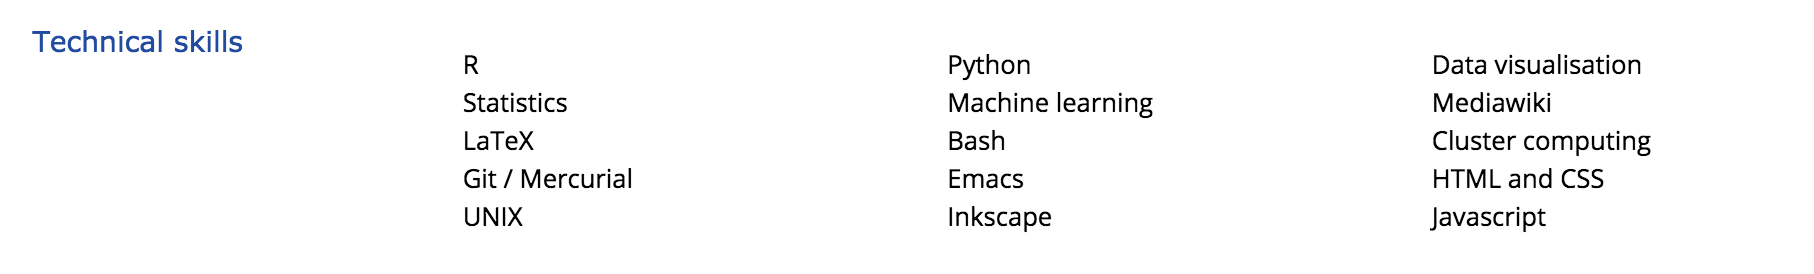 Technical skills
R Python Data visualisation
Statistics Machine learning Mediawiki
LaTeX Bash Cluster computing
Git / Mercurial Emacs HTML and CSS
UNIX Inkscape Javascript